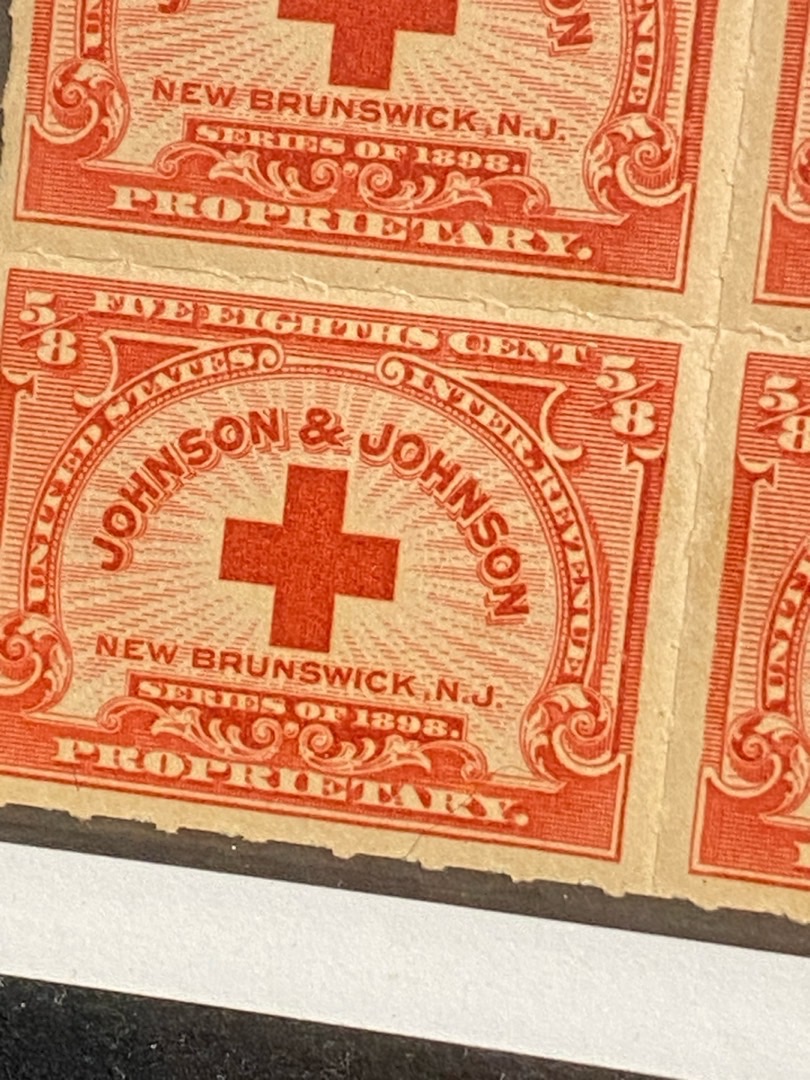 NEW BRUNSWICK, N.J.
SERIES OF 1898.
PROPRIETARY.
5/8 FIVE EIGHTHS CENT 5/8
UNITED STATES INTER. REVENUE
JOHNSON & JOHNSON
NEW BRUNSWICK, N.J.
SERIES OF 1898.
PROPRIETARY.
5/8